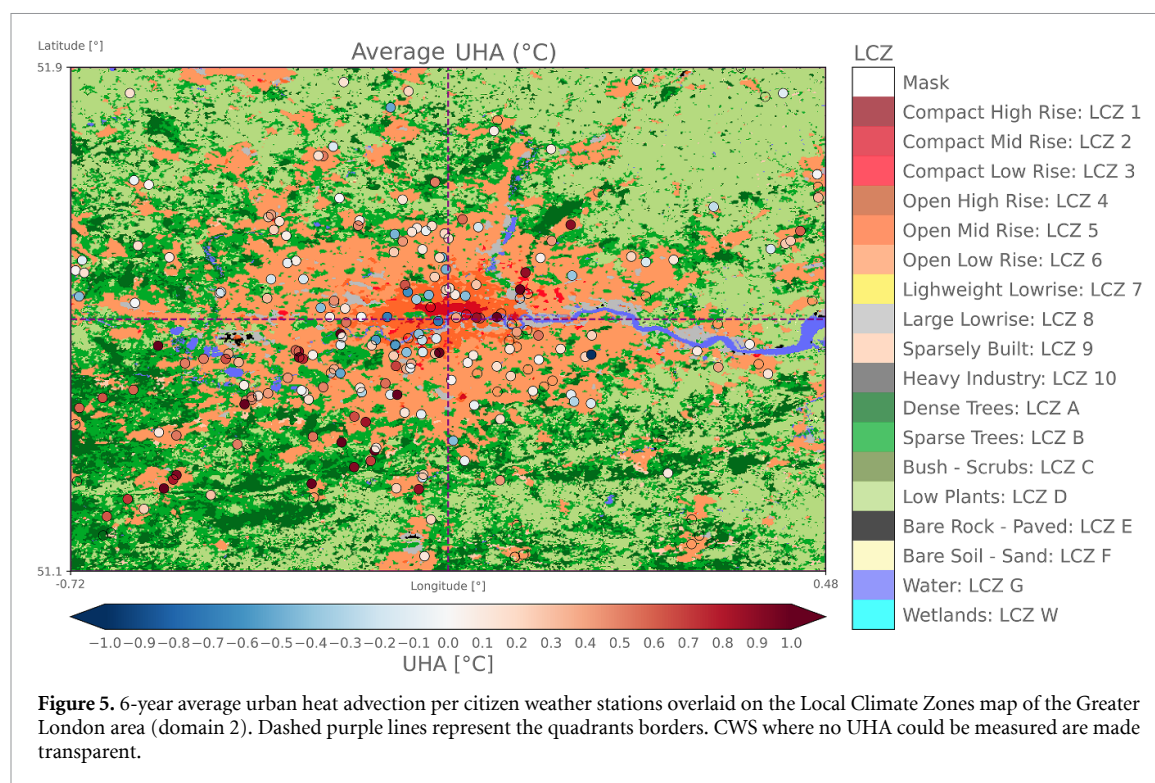 Latitude [°]
Average UHA (°C)
LCZ
51.9
Mask
Compact High Rise: LCZ 1
Compact Mid Rise: LCZ 2
Compact Low Rise: LCZ 3
Open High Rise: LCZ 4
Open Mid Rise: LCZ 5
Open Low Rise: LCZ 6
Lighweight Lowrise: LCZ 7
Large Lowrise: LCZ 8
Sparsely Built: LCZ 9
Heavy Industry: LCZ 10
Dense Trees: LCZ A
Sparse Trees: LCZ B
Bush - Scrubs: LCZ C
Low Plants: LCZ D
Bare Rock - Paved: LCZ E
Bare Soil - Sand: LCZ F
Water: LCZ G
Wetlands: LCZ W
51.1
-0.72
Longitude [°]
0.48
−1.0 −0.9 −0.8 −0.7 −0.6 −0.5 −0.4 −0.3 −0.2 −0.1 0.0 0.1 0.2 0.3 0.4 0.5 0.6 0.7 0.8 0.9 1.0
UHA [°C]
Figure 5. 6-year average urban heat advection per citizen weather stations overlaid on the Local Climate Zones map of the Greater
London area (domain 2). Dashed purple lines represent the quadrants borders. CWS where no UHA could be measured are made
transparent.